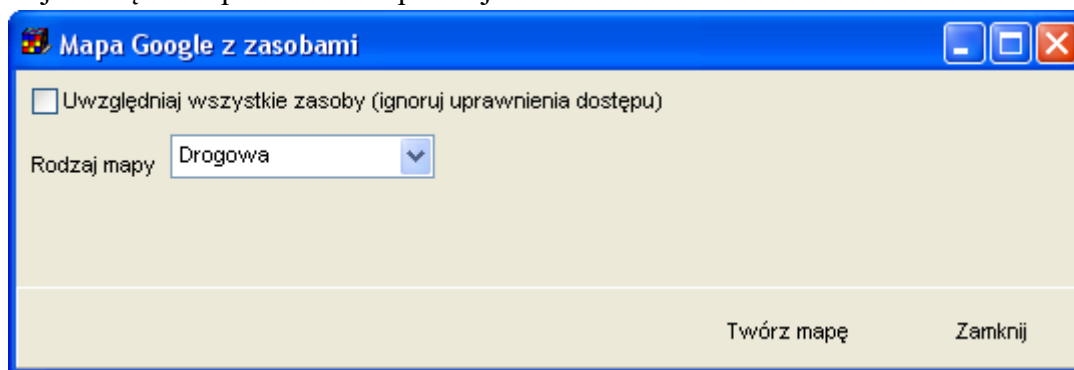 Mapa Google z zasobami
Uwzględniaj wszystkie zasoby (ignoruj uprawnienia dostępu)
Rodzaj mapy Drogowa
Twórz mapę Zamknij